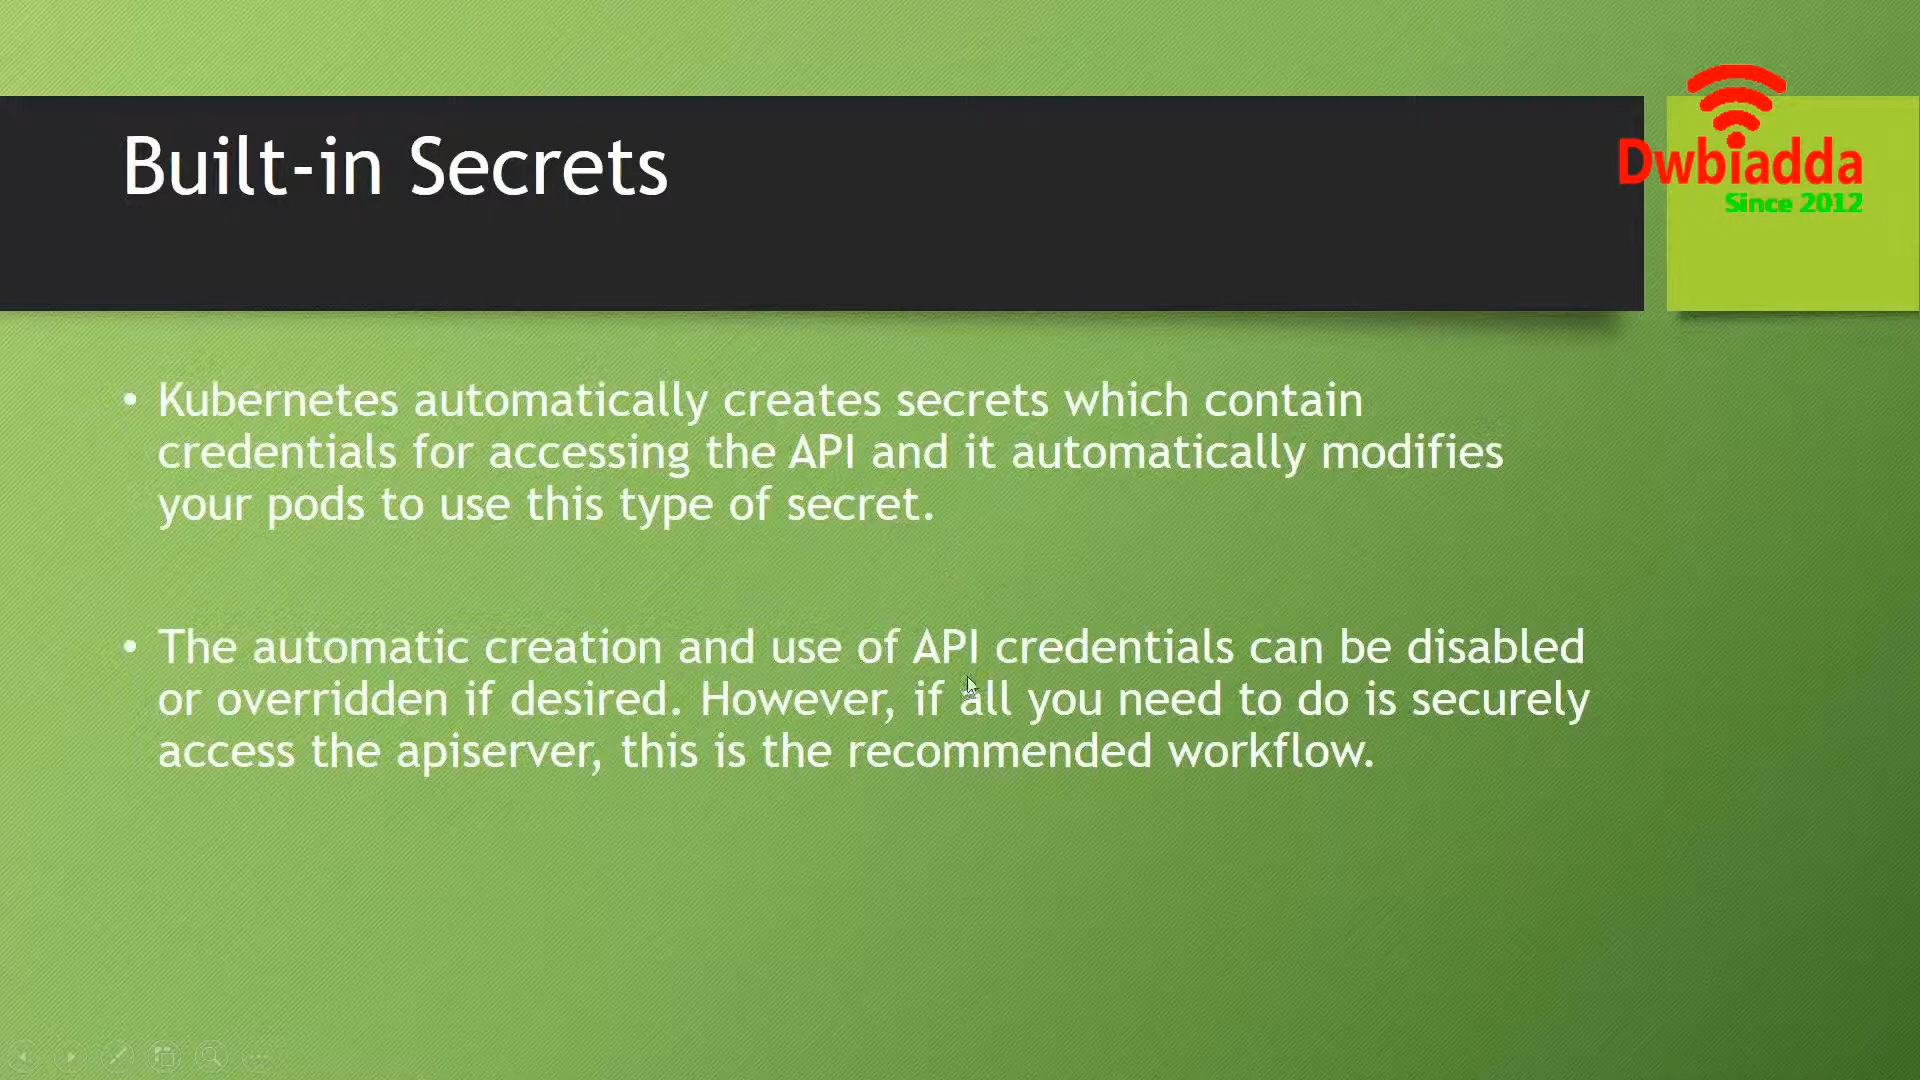 Built-in Secrets
Dwbiadda
Since 2012
• Kubernetes automatically creates secrets which contain
credentials for accessing the API and it automatically modifies
your pods to use this type of secret.
• The automatic creation and use of API credentials can be disabled
or overridden if desired. However, if all you need to do is securely
access the apiserver, this is the recommended workflow.